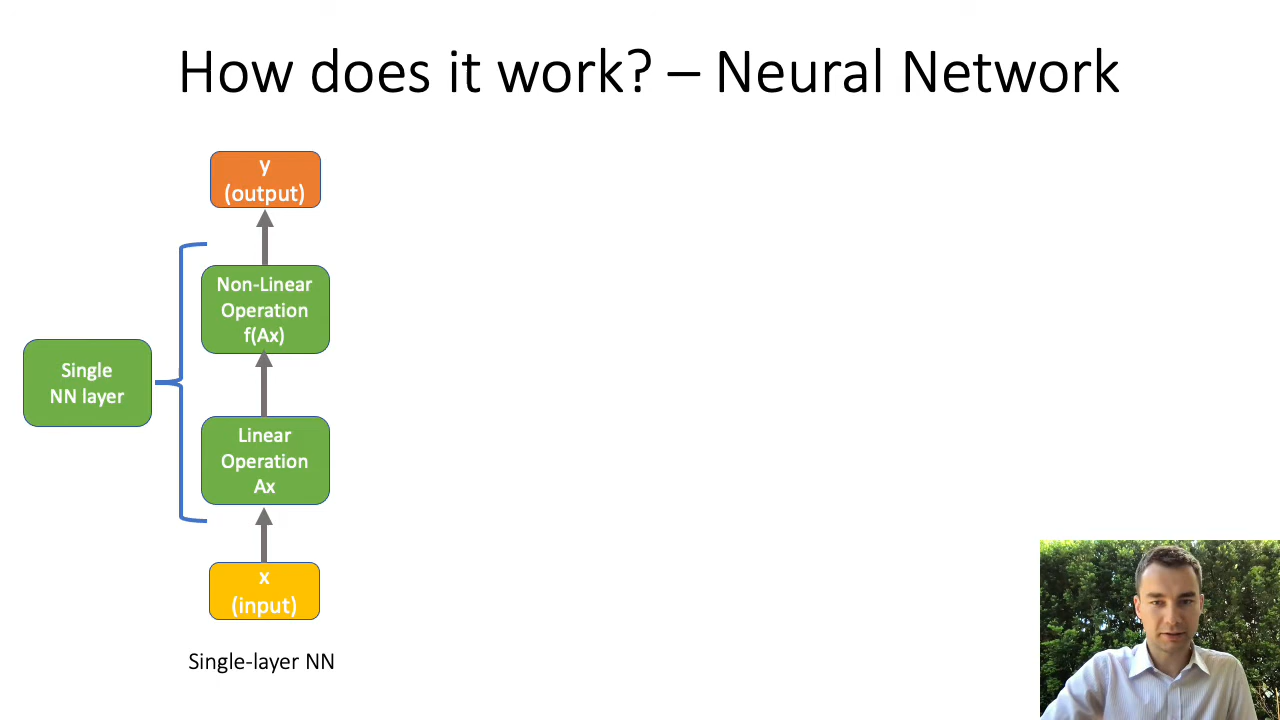 How does it work? – Neural Network
y
(output)
Non-Linear
Operation
f(Ax)
Single
NN layer
Linear
Operation
Ax
x
(input)
Single-layer NN